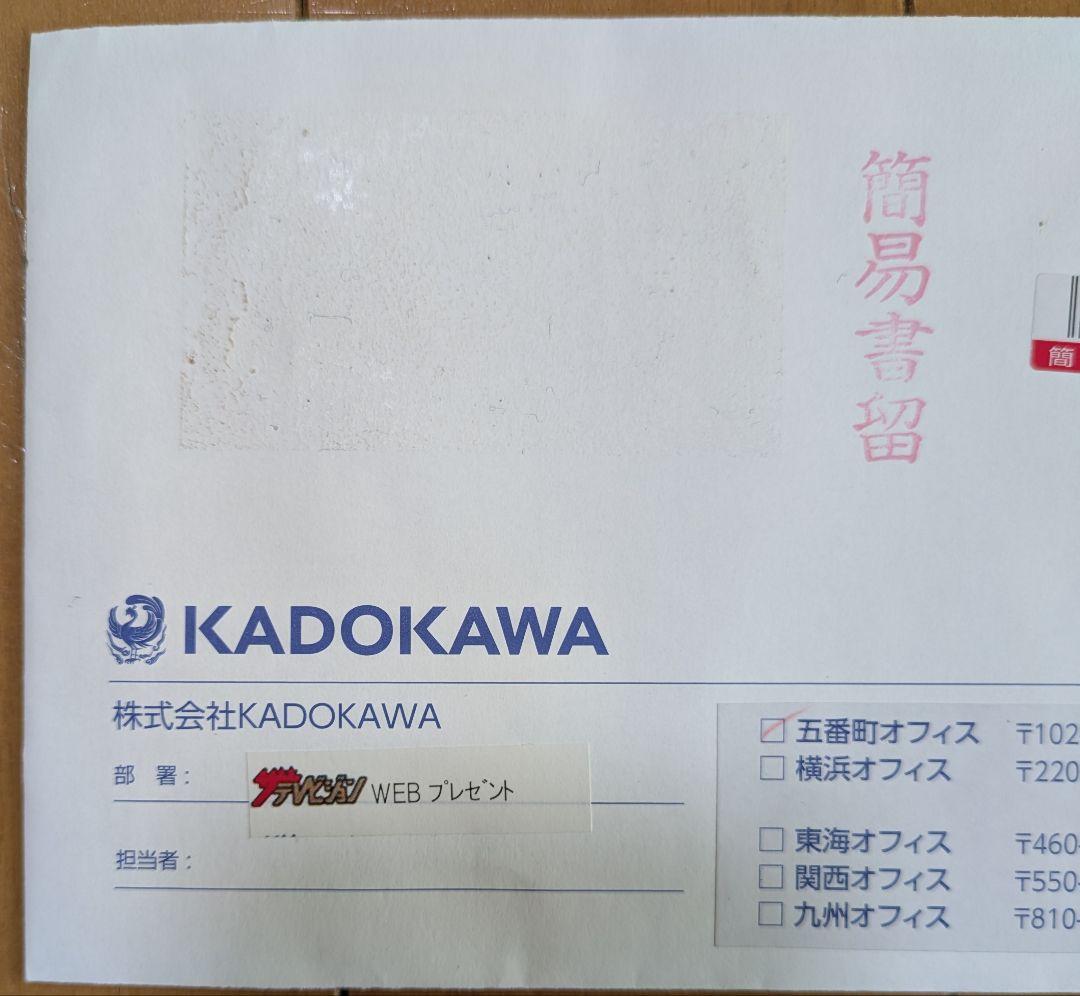 簡易書留
簡
KADOKAWA
株式会社KADOKAWA
部 署:
ザテレビジョン WEB プレゼント
担当者:
五番町オフィス 〒102
横浜オフィス 〒220
東海オフィス 〒460-
関西オフィス 〒550-
九州オフィス 〒810-